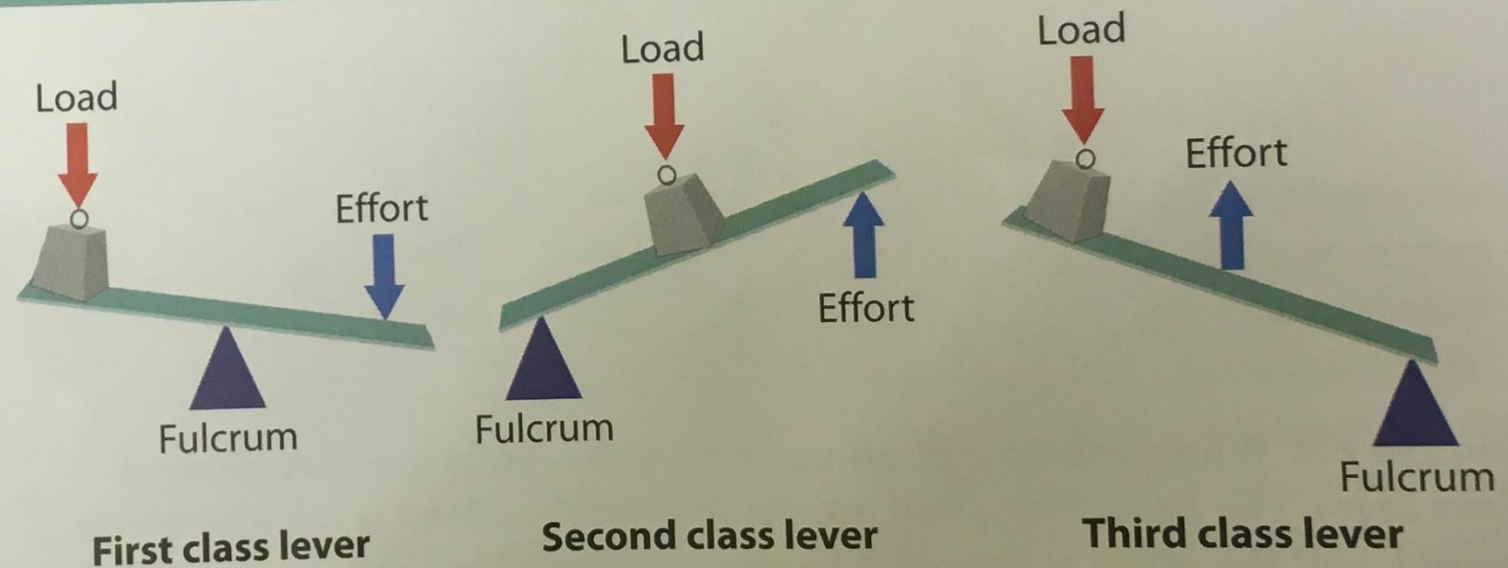 Load
Effort
Fulcrum
First class lever
Load
Effort
Fulcrum
Second class lever
Load
Effort
Fulcrum
Third class lever